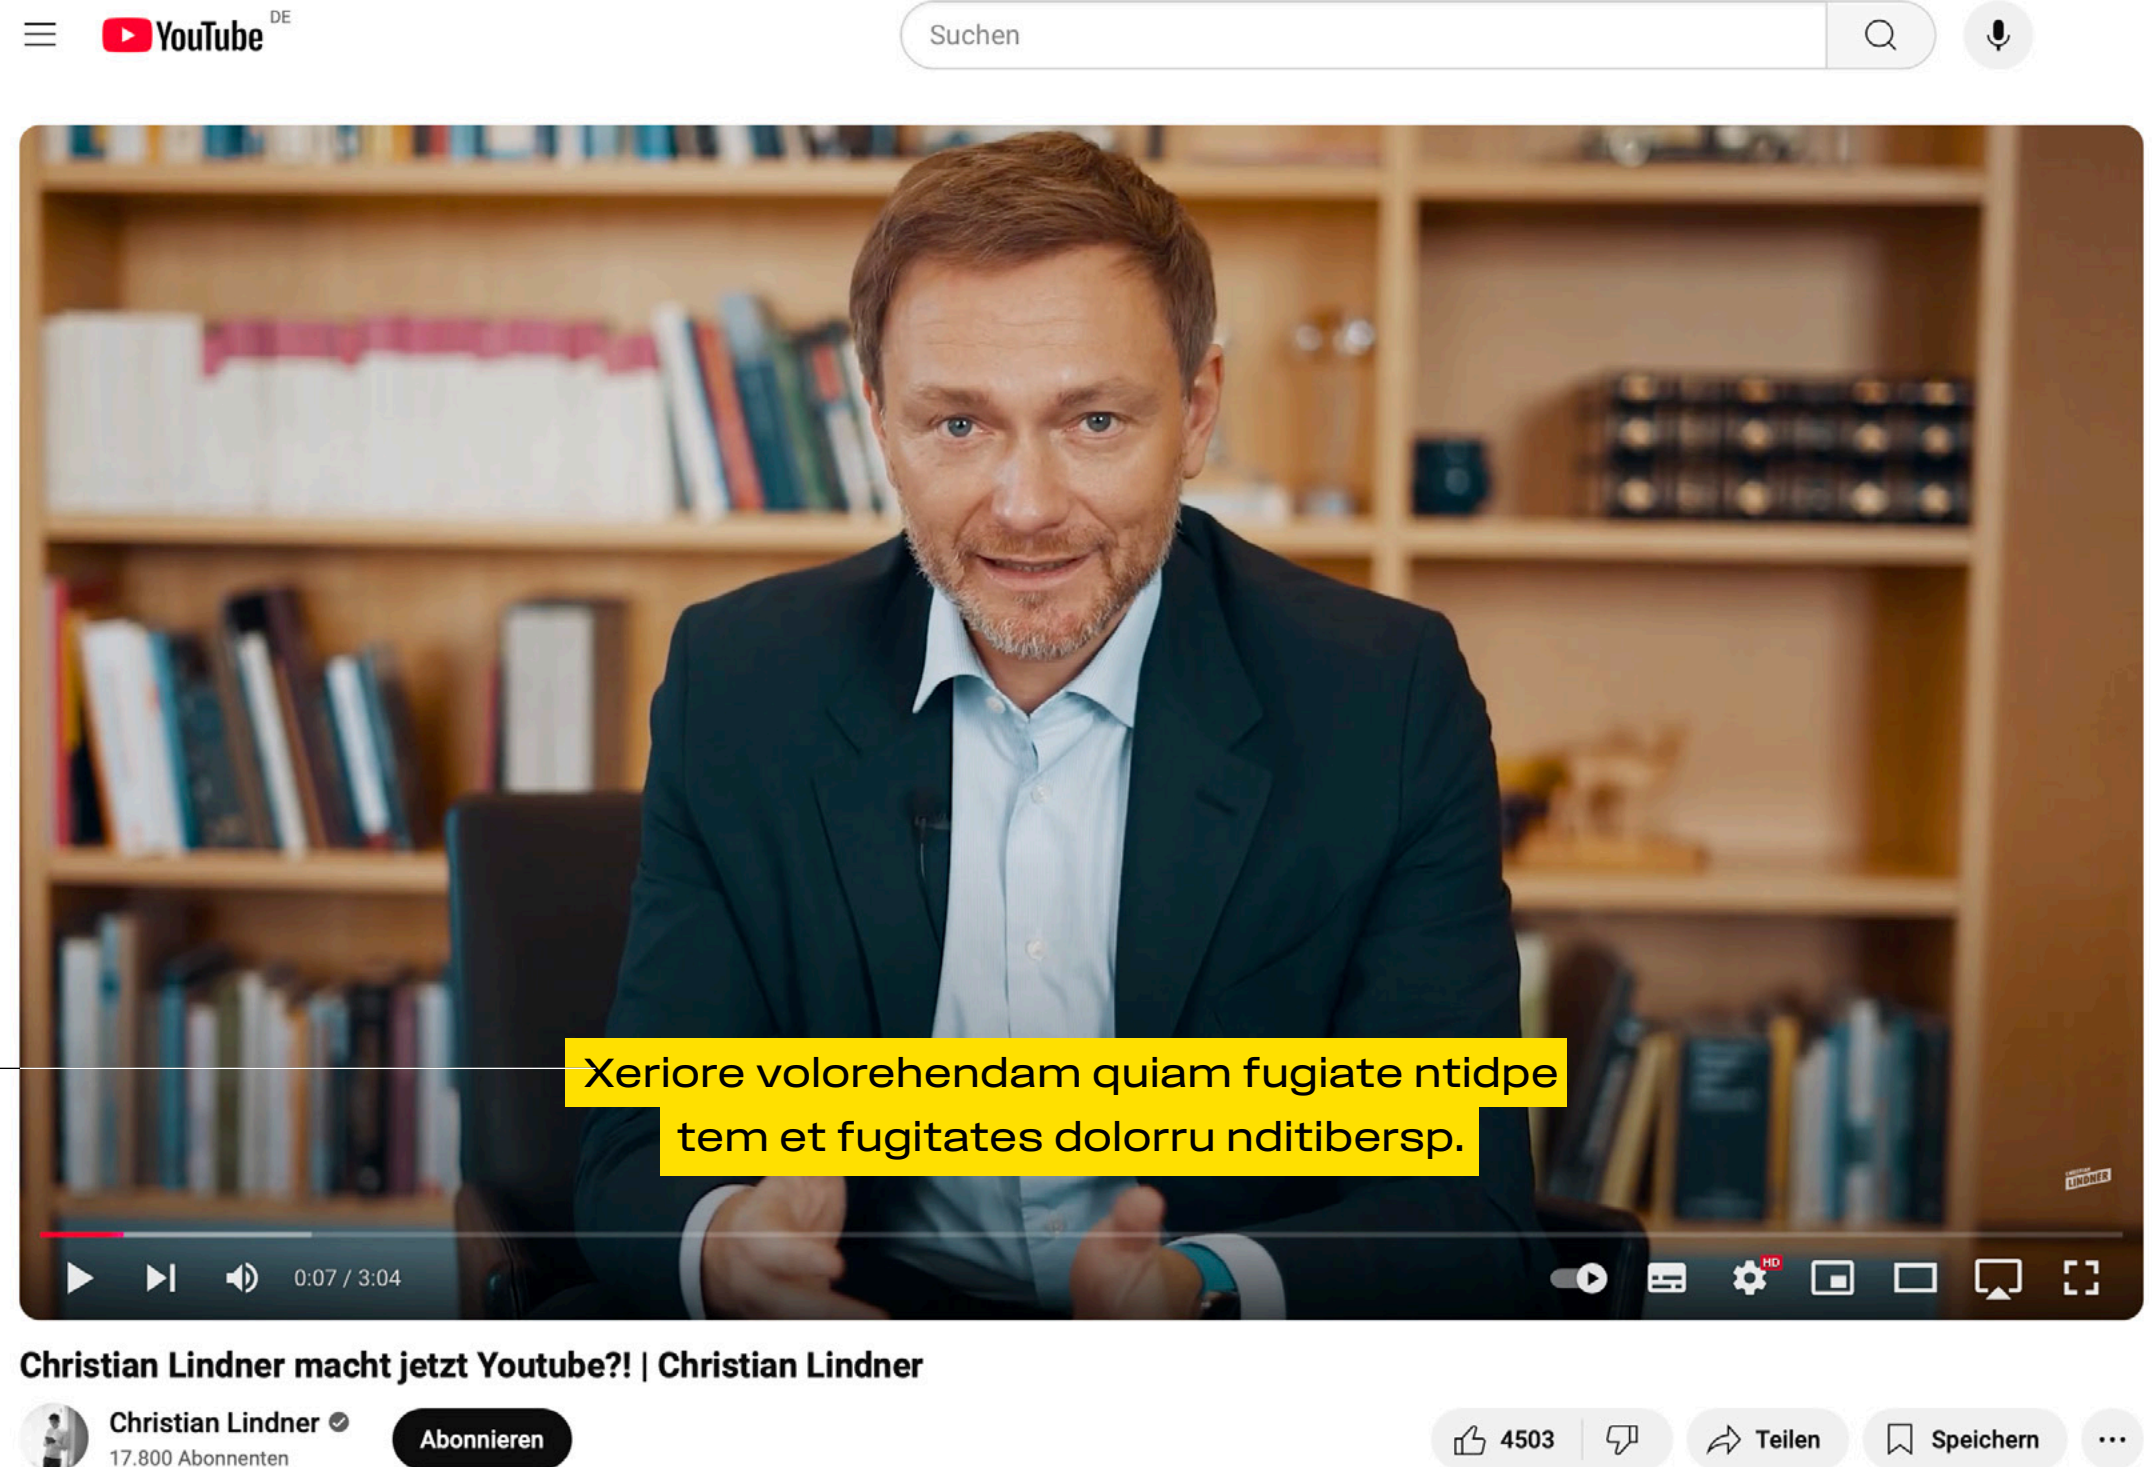 YouTube DE
Suchen
Xeriore volorehendam quiam fugiate ntidpe
tem et fugitates dolorru nditibersp.
LINDNER
0:07 / 3:04
HD
Christian Lindner macht jetzt Youtube?! | Christian Lindner
Christian Lindner
17.800 Abonnenten
Abonnieren
4503
Teilen
Speichern